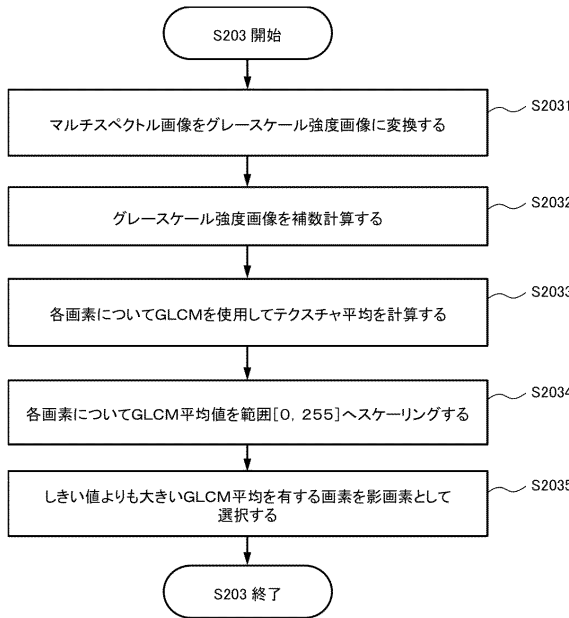 S203 開始
マルチスペクトル画像をグレースケール強度画像に変換する
S2031
グレースケール強度画像を補数計算する
S2032
各画素についてGLCMを使用してテクスチャ平均を計算する
S2033
各画素についてGLCM平均値を範囲[0, 255]へスケーリングする
S2034
しきい値よりも大きいGLCM平均を有する画素を影画素として
選択する
S2035
S203 終了